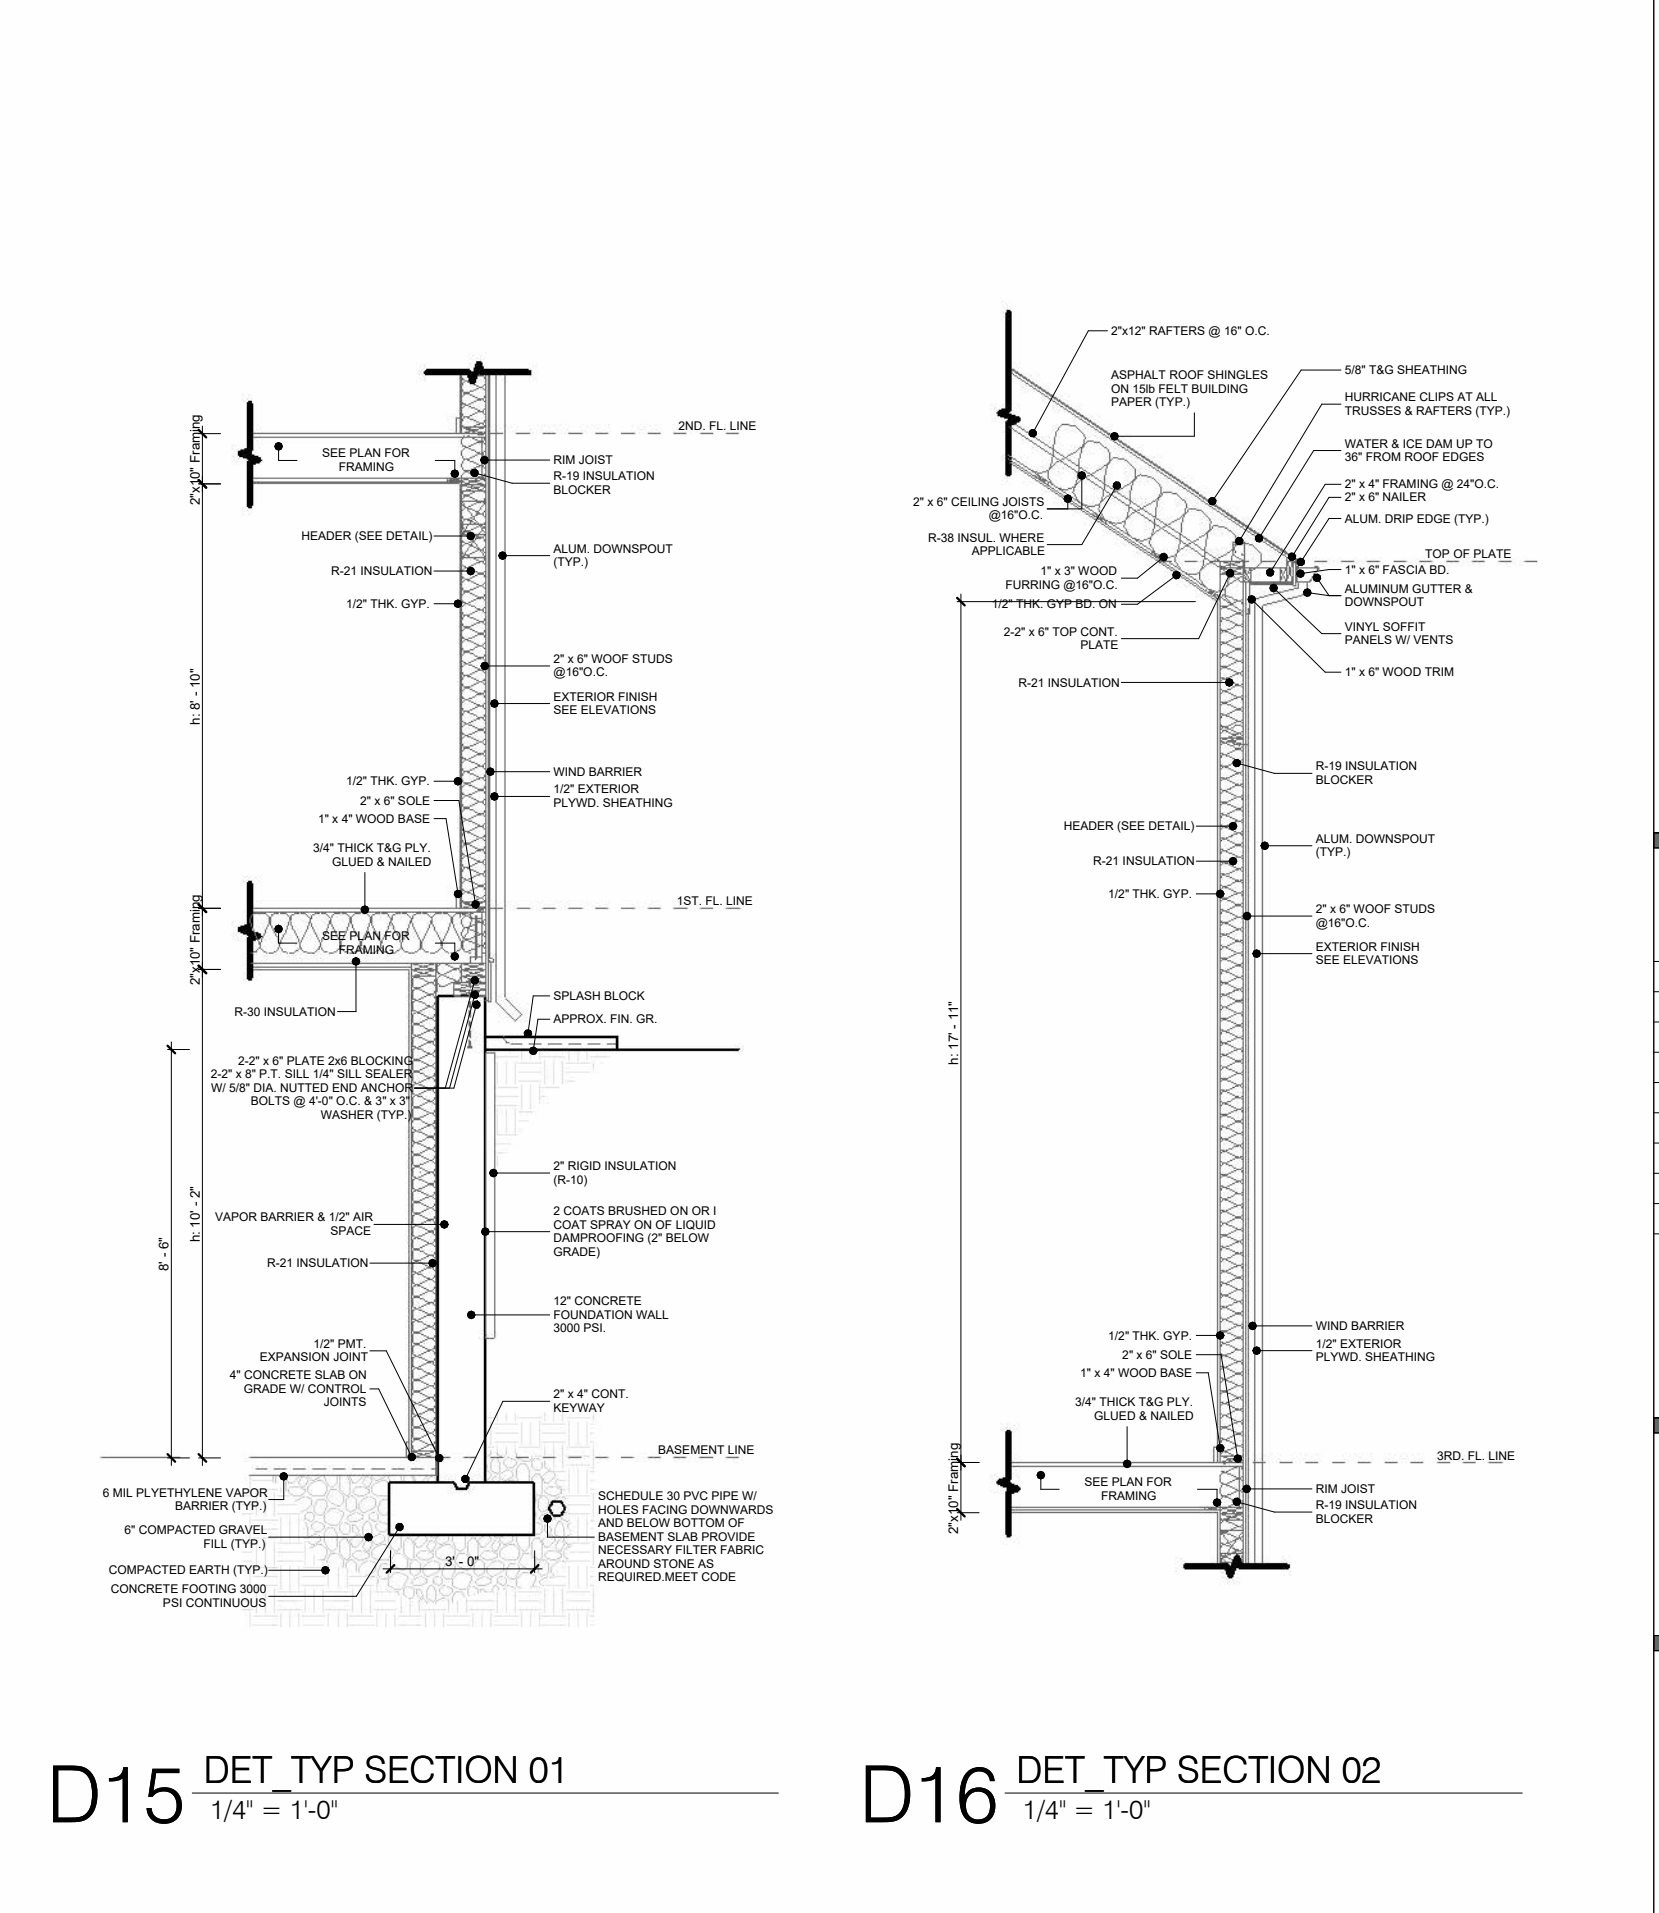 2ND. FL. LINE
2"x10" Framing
SEE PLAN FOR
FRAMING
RIM JOIST
R-19 INSULATION
BLOCKER
HEADER (SEE DETAIL)
ALUM. DOWNSPOUT
(TYP.)
R-21 INSULATION
1/2" THK. GYP.
h: 8' - 10"
2" x 6" WOOF STUDS
@16"O.C.
EXTERIOR FINISH
SEE ELEVATIONS
WIND BARRIER
1/2" EXTERIOR
PLYWD. SHEATHING
1/2" THK. GYP.
2" x 6" SOLE
1" x 4" WOOD BASE
3/4" THICK T&G PLY.
GLUED & NAILED
1ST. FL. LINE
2"x10" Framing
SEE PLAN FOR
FRAMING
R-30 INSULATION
SPLASH BLOCK
APPROX. FIN. GR.
2-2" x 6" PLATE 2x6 BLOCKING
2-2" x 8" P.T. SILL 1/4" SILL SEALER
W/ 5/8" DIA. NUTTED END ANCHOR
BOLTS @ 4'-0" O.C. & 3" x 3"
WASHER (TYP.)
2" RIGID INSULATION
(R-10)
8' - 6"
h: 10' - 2"
VAPOR BARRIER & 1/2" AIR
SPACE
2 COATS BRUSHED ON OR I
COAT SPRAY ON OF LIQUID
DAMPROOFING (2" BELOW
GRADE)
R-21 INSULATION
12" CONCRETE
FOUNDATION WALL
3000 PSI.
1/2" PMT.
EXPANSION JOINT
4" CONCRETE SLAB ON
GRADE W/ CONTROL
JOINTS
2" x 4" CONT.
KEYWAY
BASEMENT LINE
6 MIL PLYETHYLENE VAPOR
BARRIER (TYP.)
6" COMPACTED GRAVEL
FILL (TYP.)
COMPACTED EARTH (TYP.)
CONCRETE FOOTING 3000
PSI CONTINUOUS
3' - 0"
SCHEDULE 30 PVC PIPE W/
HOLES FACING DOWNWARDS
AND BELOW BOTTOM OF
BASEMENT SLAB PROVIDE
NECESSARY FILTER FABRIC
AROUND STONE AS
REQUIRED.MEET CODE
D15
DET_TYP SECTION 01
1/4" = 1'-0"
2"x12" RAFTERS @ 16" O.C.
ASPHALT ROOF SHINGLES
ON 15lb FELT BUILDING
PAPER (TYP.)
5/8" T&G SHEATHING
HURRICANE CLIPS AT ALL
TRUSSES & RAFTERS (TYP.)
WATER & ICE DAM UP TO
36" FROM ROOF EDGES
2" x 4" FRAMING @ 24"O.C.
2" x 6" NAILER
ALUM. DRIP EDGE (TYP.)
TOP OF PLATE
1" x 6" FASCIA BD.
ALUMINUM GUTTER &
DOWNSPOUT
VINYL SOFFIT
PANELS W/ VENTS
1" x 6" WOOD TRIM
2" x 6" CEILING JOISTS
@16"O.C.
R-38 INSUL. WHERE
APPLICABLE
1" x 3" WOOD
FURRING @16"O.C.
1/2" THK. GYP BD. ON
2-2" x 6" TOP CONT.
PLATE
R-21 INSULATION
R-19 INSULATION
BLOCKER
HEADER (SEE DETAIL)
ALUM. DOWNSPOUT
(TYP.)
R-21 INSULATION
1/2" THK. GYP.
2" x 6" WOOF STUDS
@16"O.C.
EXTERIOR FINISH
SEE ELEVATIONS
h: 17' - 11"
WIND BARRIER
1/2" EXTERIOR
PLYWD. SHEATHING
1/2" THK. GYP.
2" x 6" SOLE
1" x 4" WOOD BASE
3/4" THICK T&G PLY.
GLUED & NAILED
3RD. FL. LINE
2"x10" Framing
SEE PLAN FOR
FRAMING
RIM JOIST
R-19 INSULATION
BLOCKER
D16
DET_TYP SECTION 02
1/4" = 1'-0"